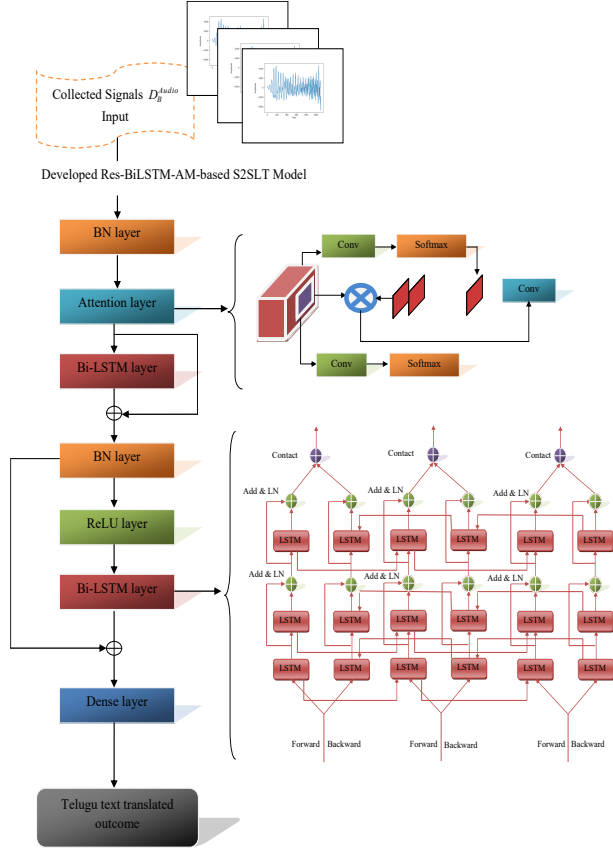 Collected Signals D_B^Audio
Input
Developed Res-BiLSTM-AM-based S2SLT Model
BN layer
Attention layer
Bi-LSTM layer
BN layer
ReLU layer
Bi-LSTM layer
Dense layer
Telugu text translated
outcome
Conv
Softmax
Conv
Conv
Softmax
Contact
Contact
Contact
Add & LN
Add & LN
Add & LN
LSTM
LSTM
LSTM
LSTM
LSTM
LSTM
Add & LN
Add & LN
Add & LN
LSTM
LSTM
LSTM
LSTM
LSTM
LSTM
LSTM
LSTM
LSTM
LSTM
LSTM
LSTM
Forward
Backward
Forward
Backward
Forward
Backward